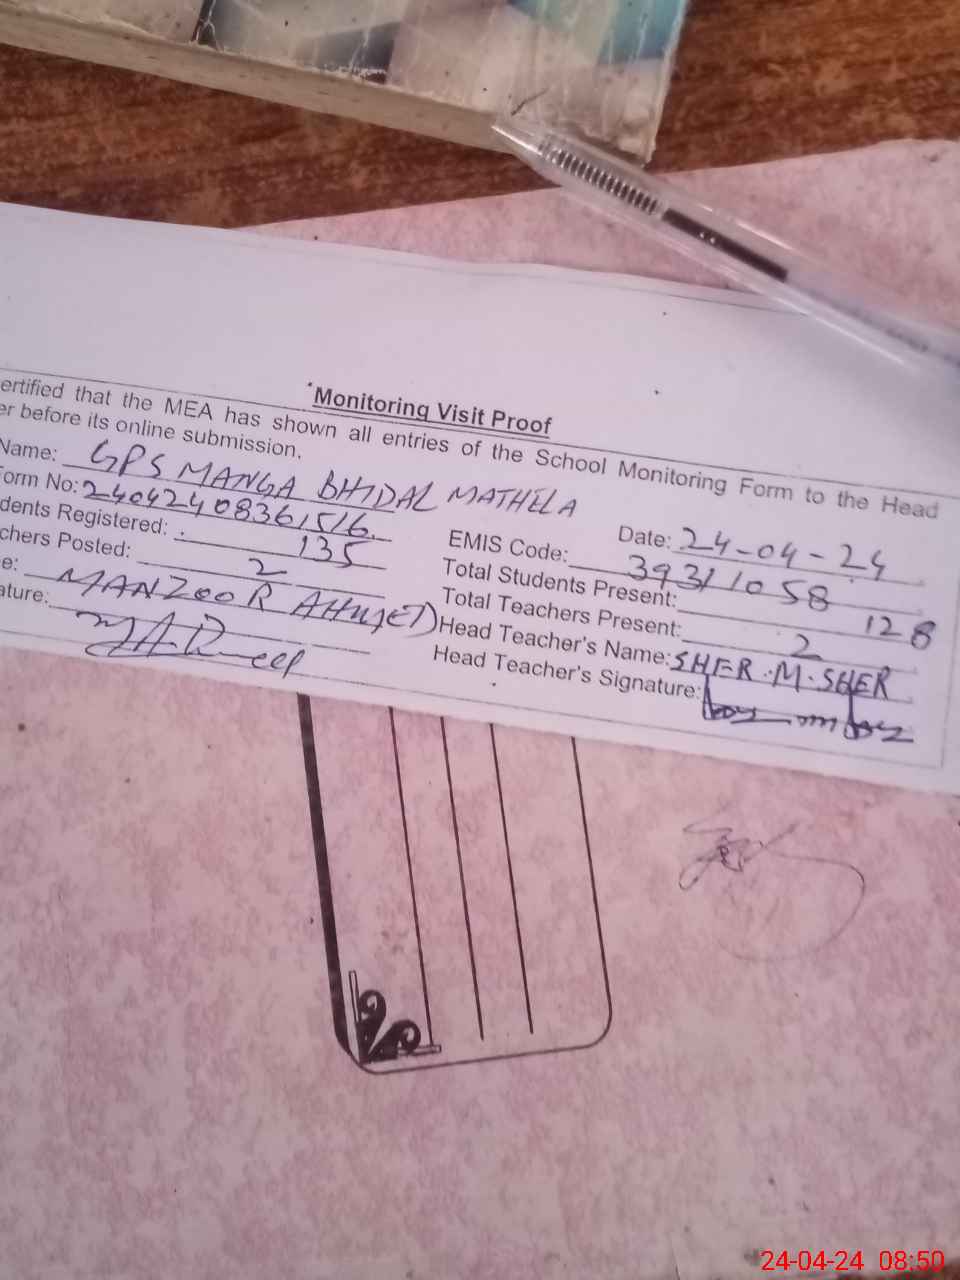 Monitoring Visit Proof
ertified that the MEA has shown all entries of the School Monitoring Form to the Head
er before its online submission.
Name: GPS MANGA BHIDAL MATHELA
Date: 24-04-24
orm No: 24042408361516
EMIS Code: 39311058
dents Registered: 135
Total Students Present: 128
chers Posted: 2
Total Teachers Present: 2
e: MANZOOR AHMED
Head Teacher's Name: SHER.M.SHER
ature:
Head Teacher's Signature:
24-04-24 08:50